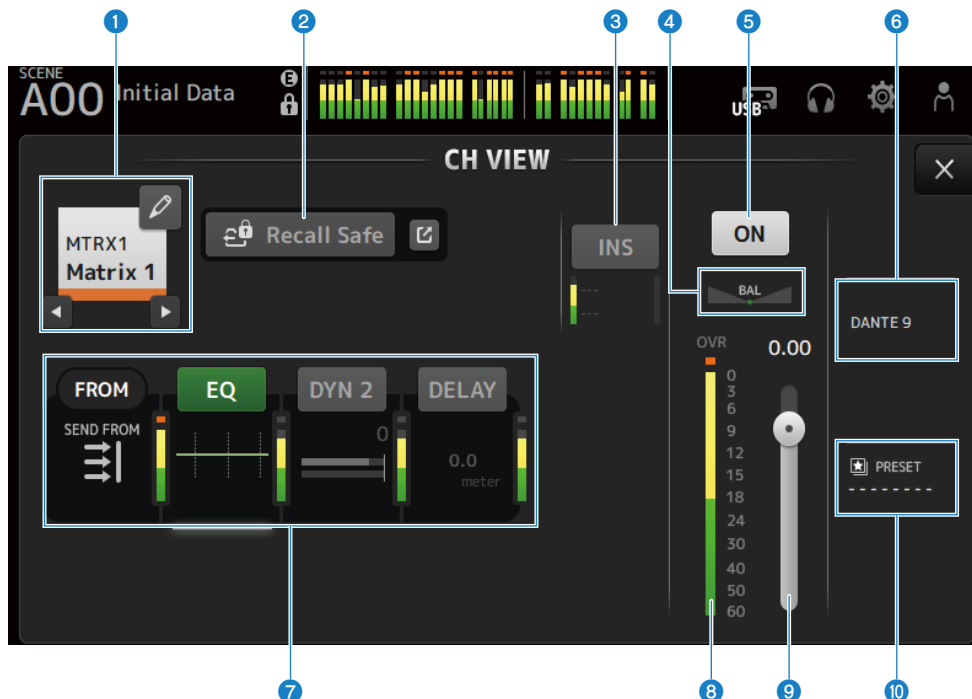 1 2 3 4 5 6
SCENE
A00 Initial Data E
USB
CH VIEW
MTRX1
Matrix 1
Recall Safe
INS
---
---
ON
BAL
DANTE 9
OVR 0.00
0
3
6
9
12
15
18
24
30
40
50
60
FROM EQ DYN 2 DELAY
SEND FROM
0
0.0
meter
PRESET
--------
7 8 9 10